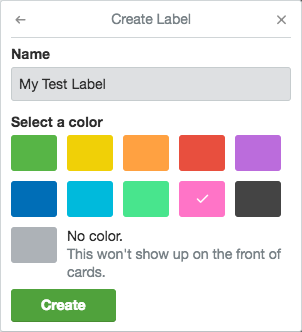 Create Label
Name
My Test Label
Select a color
No color.
This won't show up on the front of
cards.
Create